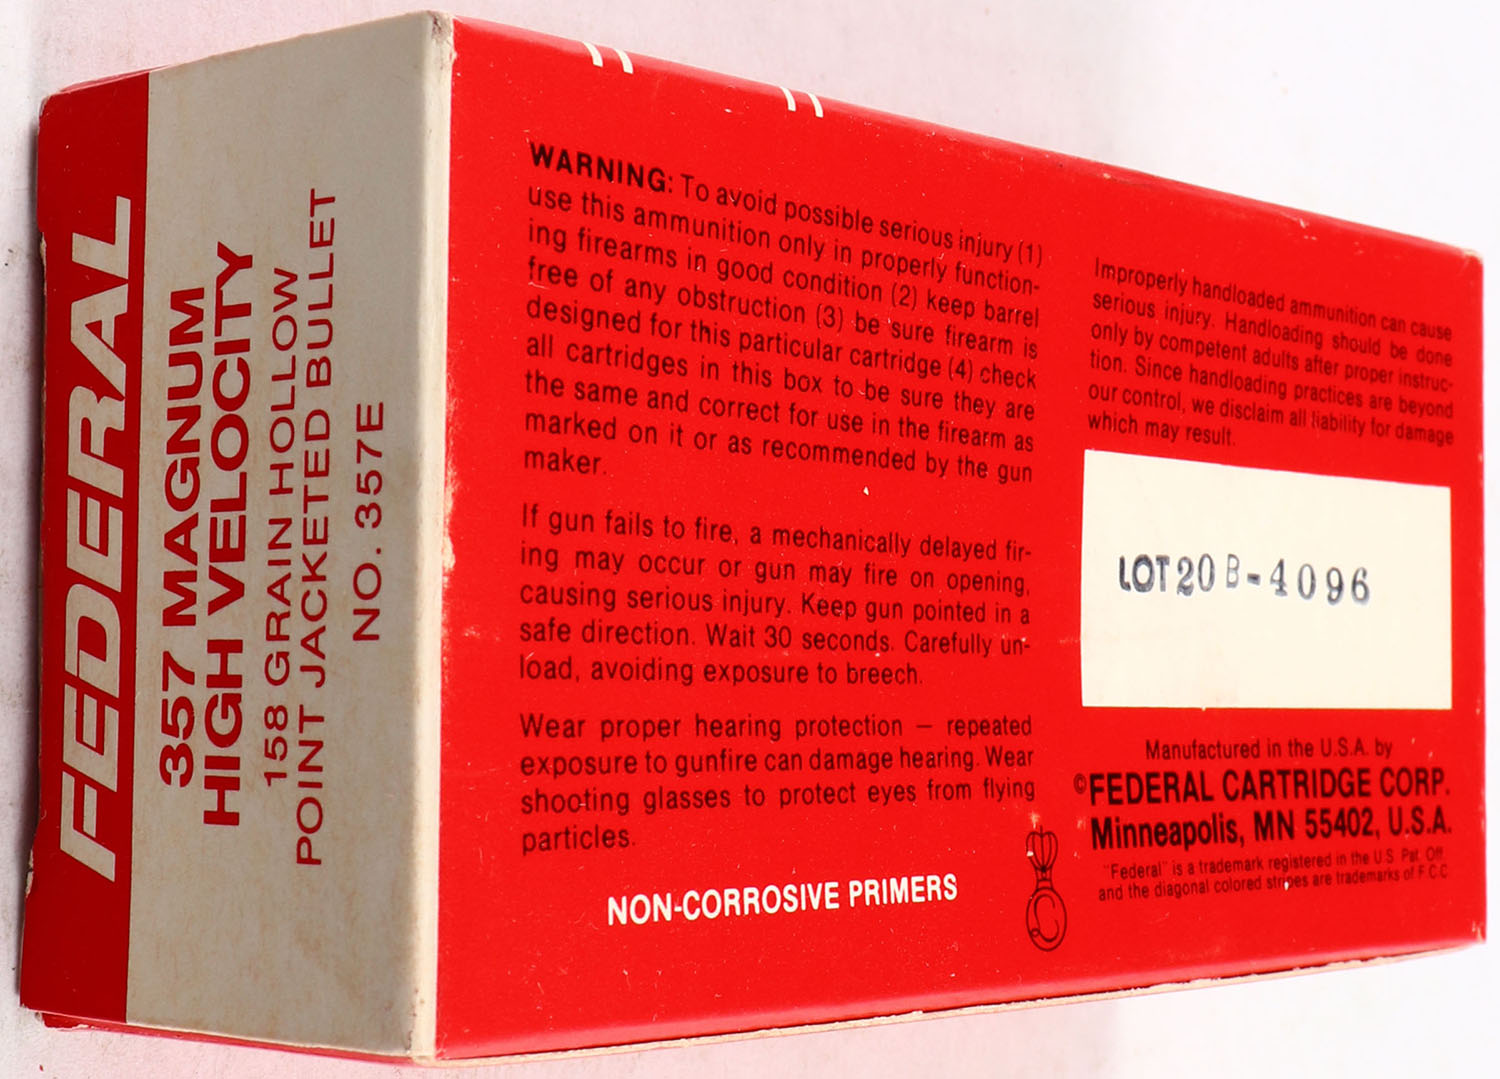 FEDERAL
357 MAGNUM
HIGH VELOCITY
158 GRAIN HOLLOW
POINT JACKETED BULLET
NO. 357E
WARNING: To avoid possible serious injury (1)
use this ammunition only in properly function-
ing firearms in good condition (2) keep barrel
free of any obstruction (3) be sure firearm is
designed for this particular cartridge (4) check
all cartridges in this box to be sure they are
the same and correct for use in the firearm as
marked on it or as recommended by the gun
maker.
If gun fails to fire, a mechanically delayed fir-
ing may occur or gun may fire on opening,
causing serious injury. Keep gun pointed in a
safe direction. Wait 30 seconds. Carefully un-
load, avoiding exposure to breech.
Wear proper hearing protection — repeated
exposure to gunfire can damage hearing. Wear
shooting glasses to protect eyes from flying
particles.
NON-CORROSIVE PRIMERS
Improperly handloaded ammunition can cause
serious injury. Handloading should be done
only by competent adults after proper instruc-
tion. Since handloading practices are beyond
our control, we disclaim all liability for damage
which may result.
LOT 20 B-4096
Manufactured in the U.S.A. by
©FEDERAL CARTRIDGE CORP.
Minneapolis, MN 55402, U.S.A.
"Federal" is a trademark registered in the U.S. Pat. Off.
and the diagonal colored stripes are trademarks of F.C.C.